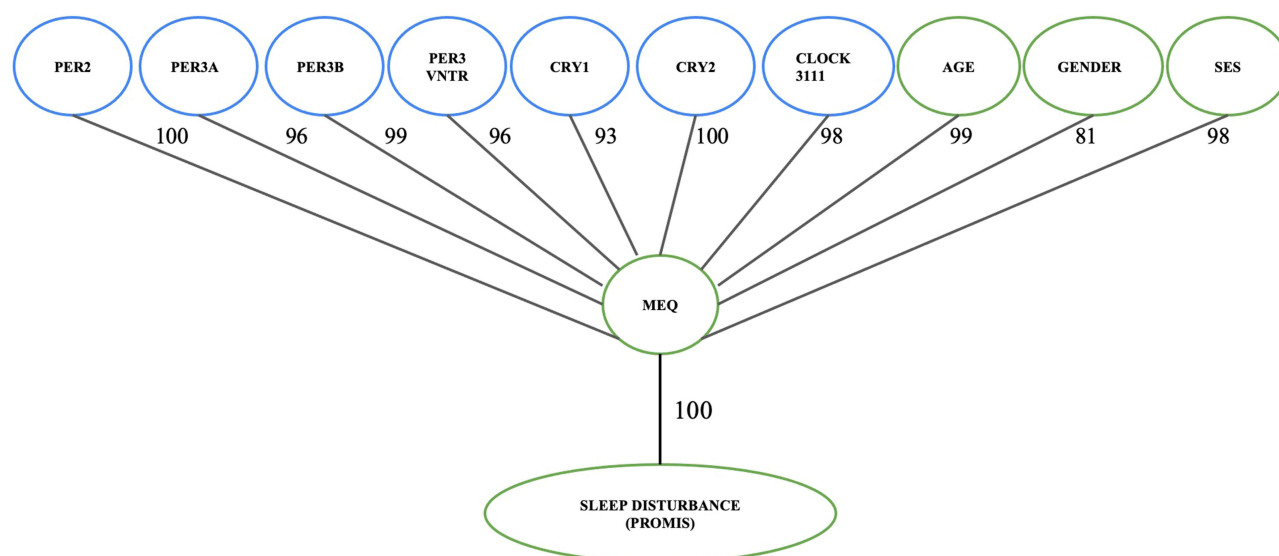 PER2
PER3A
PER3B
PER3
VNTR
CRY1
CRY2
CLOCK
3111
AGE
GENDER
SES
100
96
99
96
93
100
98
99
81
98
MEQ
100
SLEEP DISTURBANCE
(PROMIS)